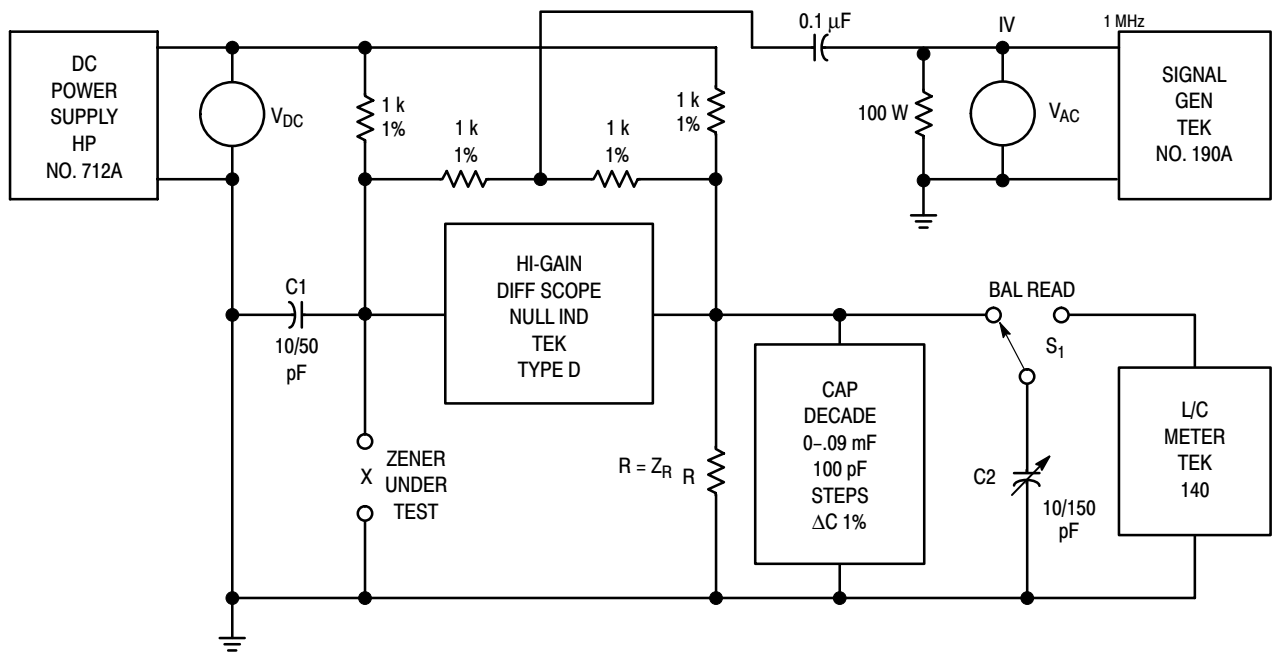 DC
POWER
SUPPLY
HP
NO. 712A
VDC
1 k
1%
1 k
1%
1 k
1%
1 k
1%
0.1 μF
IV
1 MHz
100 W
VAC
SIGNAL
GEN
TEK
NO. 190A
C1
10/50
pF
HI-GAIN
DIFF SCOPE
NULL IND
TEK
TYPE D
X
ZENER
UNDER
TEST
R = ZR
R
CAP
DECADE
0–.09 mF
100 pF
STEPS
ΔC 1%
BAL READ
S1
C2
10/150
pF
L/C
METER
TEK
140